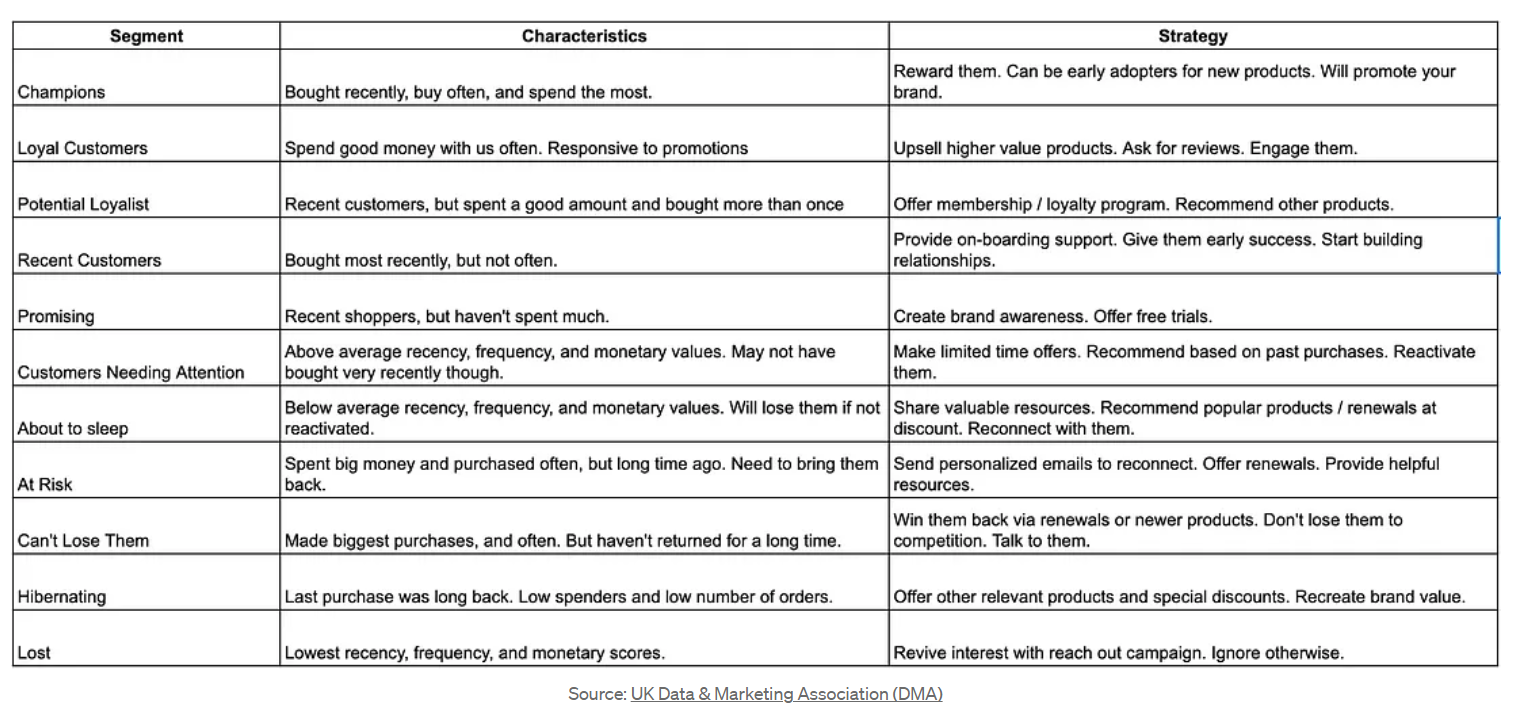 Segment Characteristics Strategy
Champions Bought recently, buy often, and spend the most. Reward them. Can be early adopters for new products. Will promote your
brand.
Loyal Customers Spend good money with us often. Responsive to promotions Upsell higher value products. Ask for reviews. Engage them.
Potential Loyalist Recent customers, but spent a good amount and bought more than once Offer membership / loyalty program. Recommend other products.
Recent Customers Bought most recently, but not often. Provide on-boarding support. Give them early success. Start building
relationships.
Promising Recent shoppers, but haven't spent much. Create brand awareness. Offer free trials.
Customers Needing Attention Above average recency, frequency, and monetary values. May not have
bought very recently though. Make limited time offers. Recommend based on past purchases. Reactivate
them.
About to sleep Below average recency, frequency, and monetary values. Will lose them if not
reactivated. Share valuable resources. Recommend popular products / renewals at
discount. Reconnect with them.
At Risk Spent big money and purchased often, but long time ago. Need to bring them
back. Send personalized emails to reconnect. Offer renewals. Provide helpful
resources.
Can't Lose Them Made biggest purchases, and often. But haven't returned for a long time. Win them back via renewals or newer products. Don't lose them to
competition. Talk to them.
Hibernating Last purchase was long back. Low spenders and low number of orders. Offer other relevant products and special discounts. Recreate brand value.
Lost Lowest recency, frequency, and monetary scores. Revive interest with reach out campaign. Ignore otherwise.
Source: UK Data & Marketing Association (DMA)